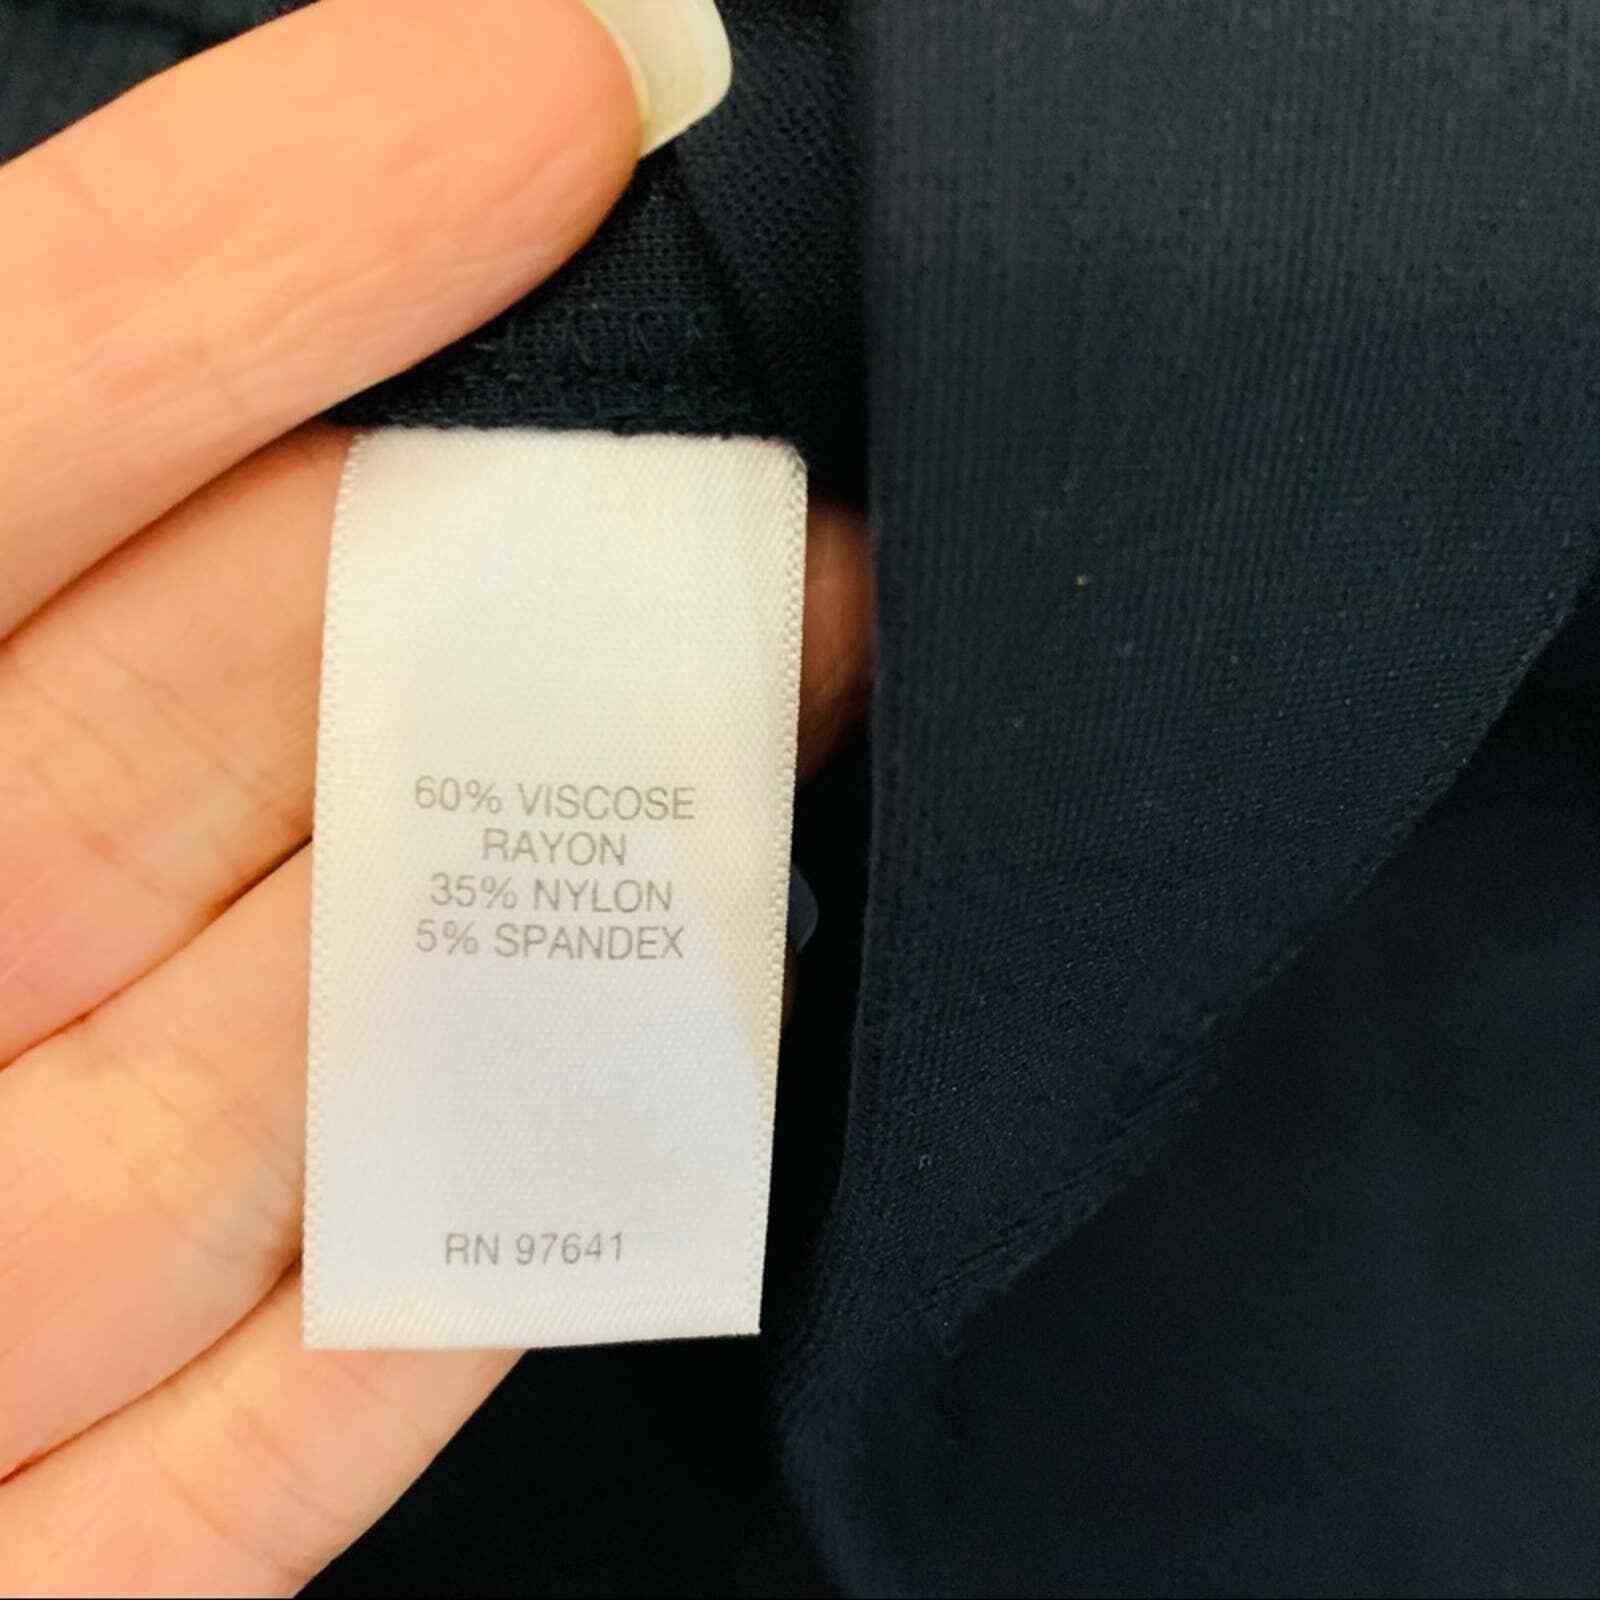 60% VISCOSE
RAYON
35% NYLON
5% SPANDEX
RN 97641